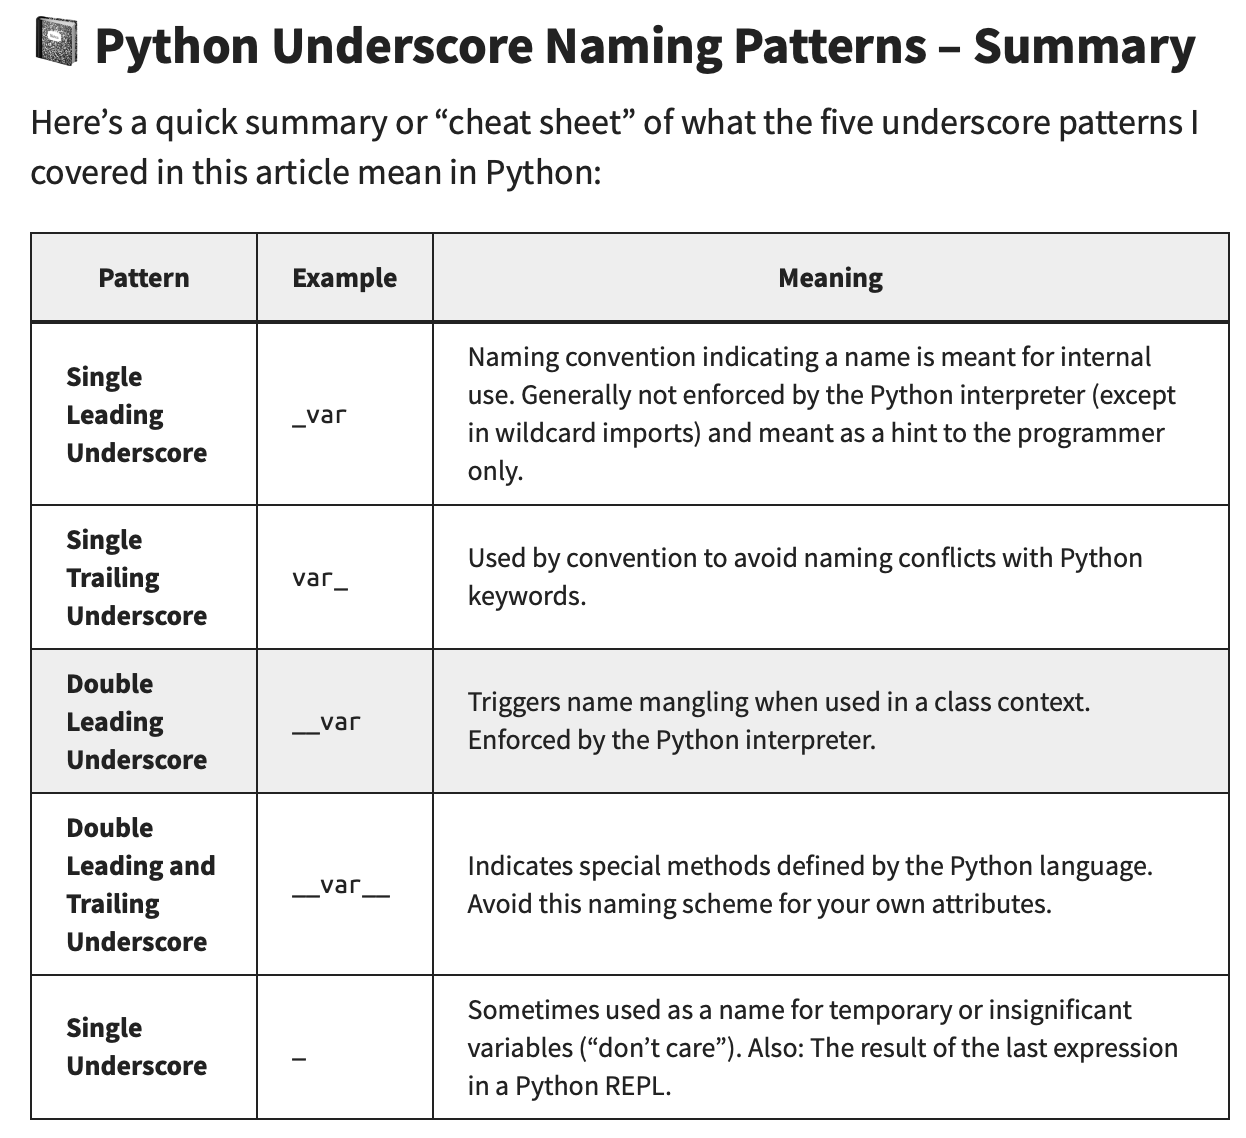 Python Underscore Naming Patterns – Summary
Here’s a quick summary or “cheat sheet” of what the five underscore patterns I
covered in this article mean in Python:
Pattern Example Meaning
Single
Leading
Underscore
_var
Naming convention indicating a name is meant for internal
use. Generally not enforced by the Python interpreter (except
in wildcard imports) and meant as a hint to the programmer
only.
Single
Trailing
Underscore
var_
Used by convention to avoid naming conflicts with Python
keywords.
Double
Leading
Underscore
__var
Triggers name mangling when used in a class context.
Enforced by the Python interpreter.
Double
Leading and
Trailing
Underscore
__var__
Indicates special methods defined by the Python language.
Avoid this naming scheme for your own attributes.
Single
Underscore
_
Sometimes used as a name for temporary or insignificant
variables (“don’t care”). Also: The result of the last expression
in a Python REPL.